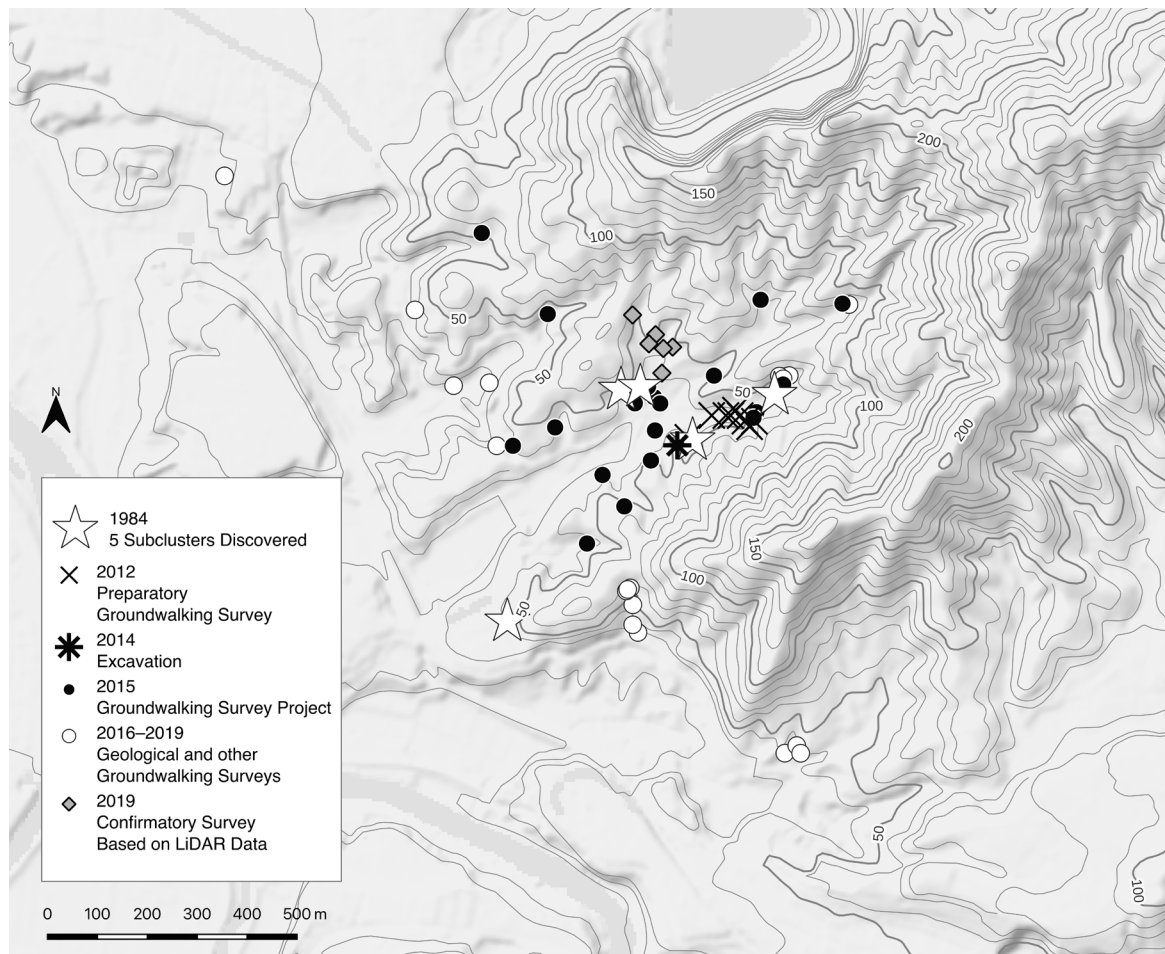 200
150
100
50
50
50
100
200
N
150
100
50
1984
5 Subclusters Discovered
2012
Preparatory
Groundwalking Survey
2014
Excavation
2015
Groundwalking Survey Project
2016–2019
Geological and other
Groundwalking Surveys
2019
Confirmatory Survey
Based on LiDAR Data
50
100
0 100 200 300 400 500 m